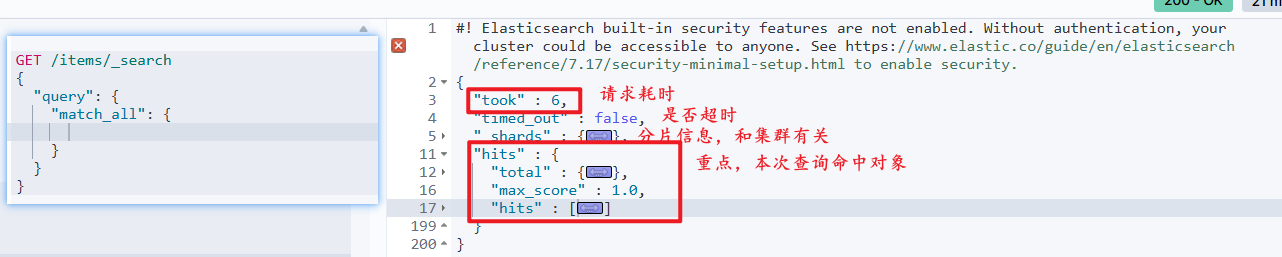 200 - OK
GET /items/_search
{
"query": {
"match_all": {
}
}
}
1 #! Elasticsearch built-in security features are not enabled. Without authentication, your
cluster could be accessible to anyone. See https://www.elastic.co/guide/en/elasticsearch
/reference/7.17/security-minimal-setup.html to enable security.
2 {
3 "took" : 6, 请求耗时
4 "timed_out" : false, 是否超时
5 "_shards" : {}, 分片信息，和集群有关
11 "hits" : {
12 "total" : {}, 重点，本次查询命中对象
16 "max_score" : 1.0,
17 "hits" : []
199 }
200 }